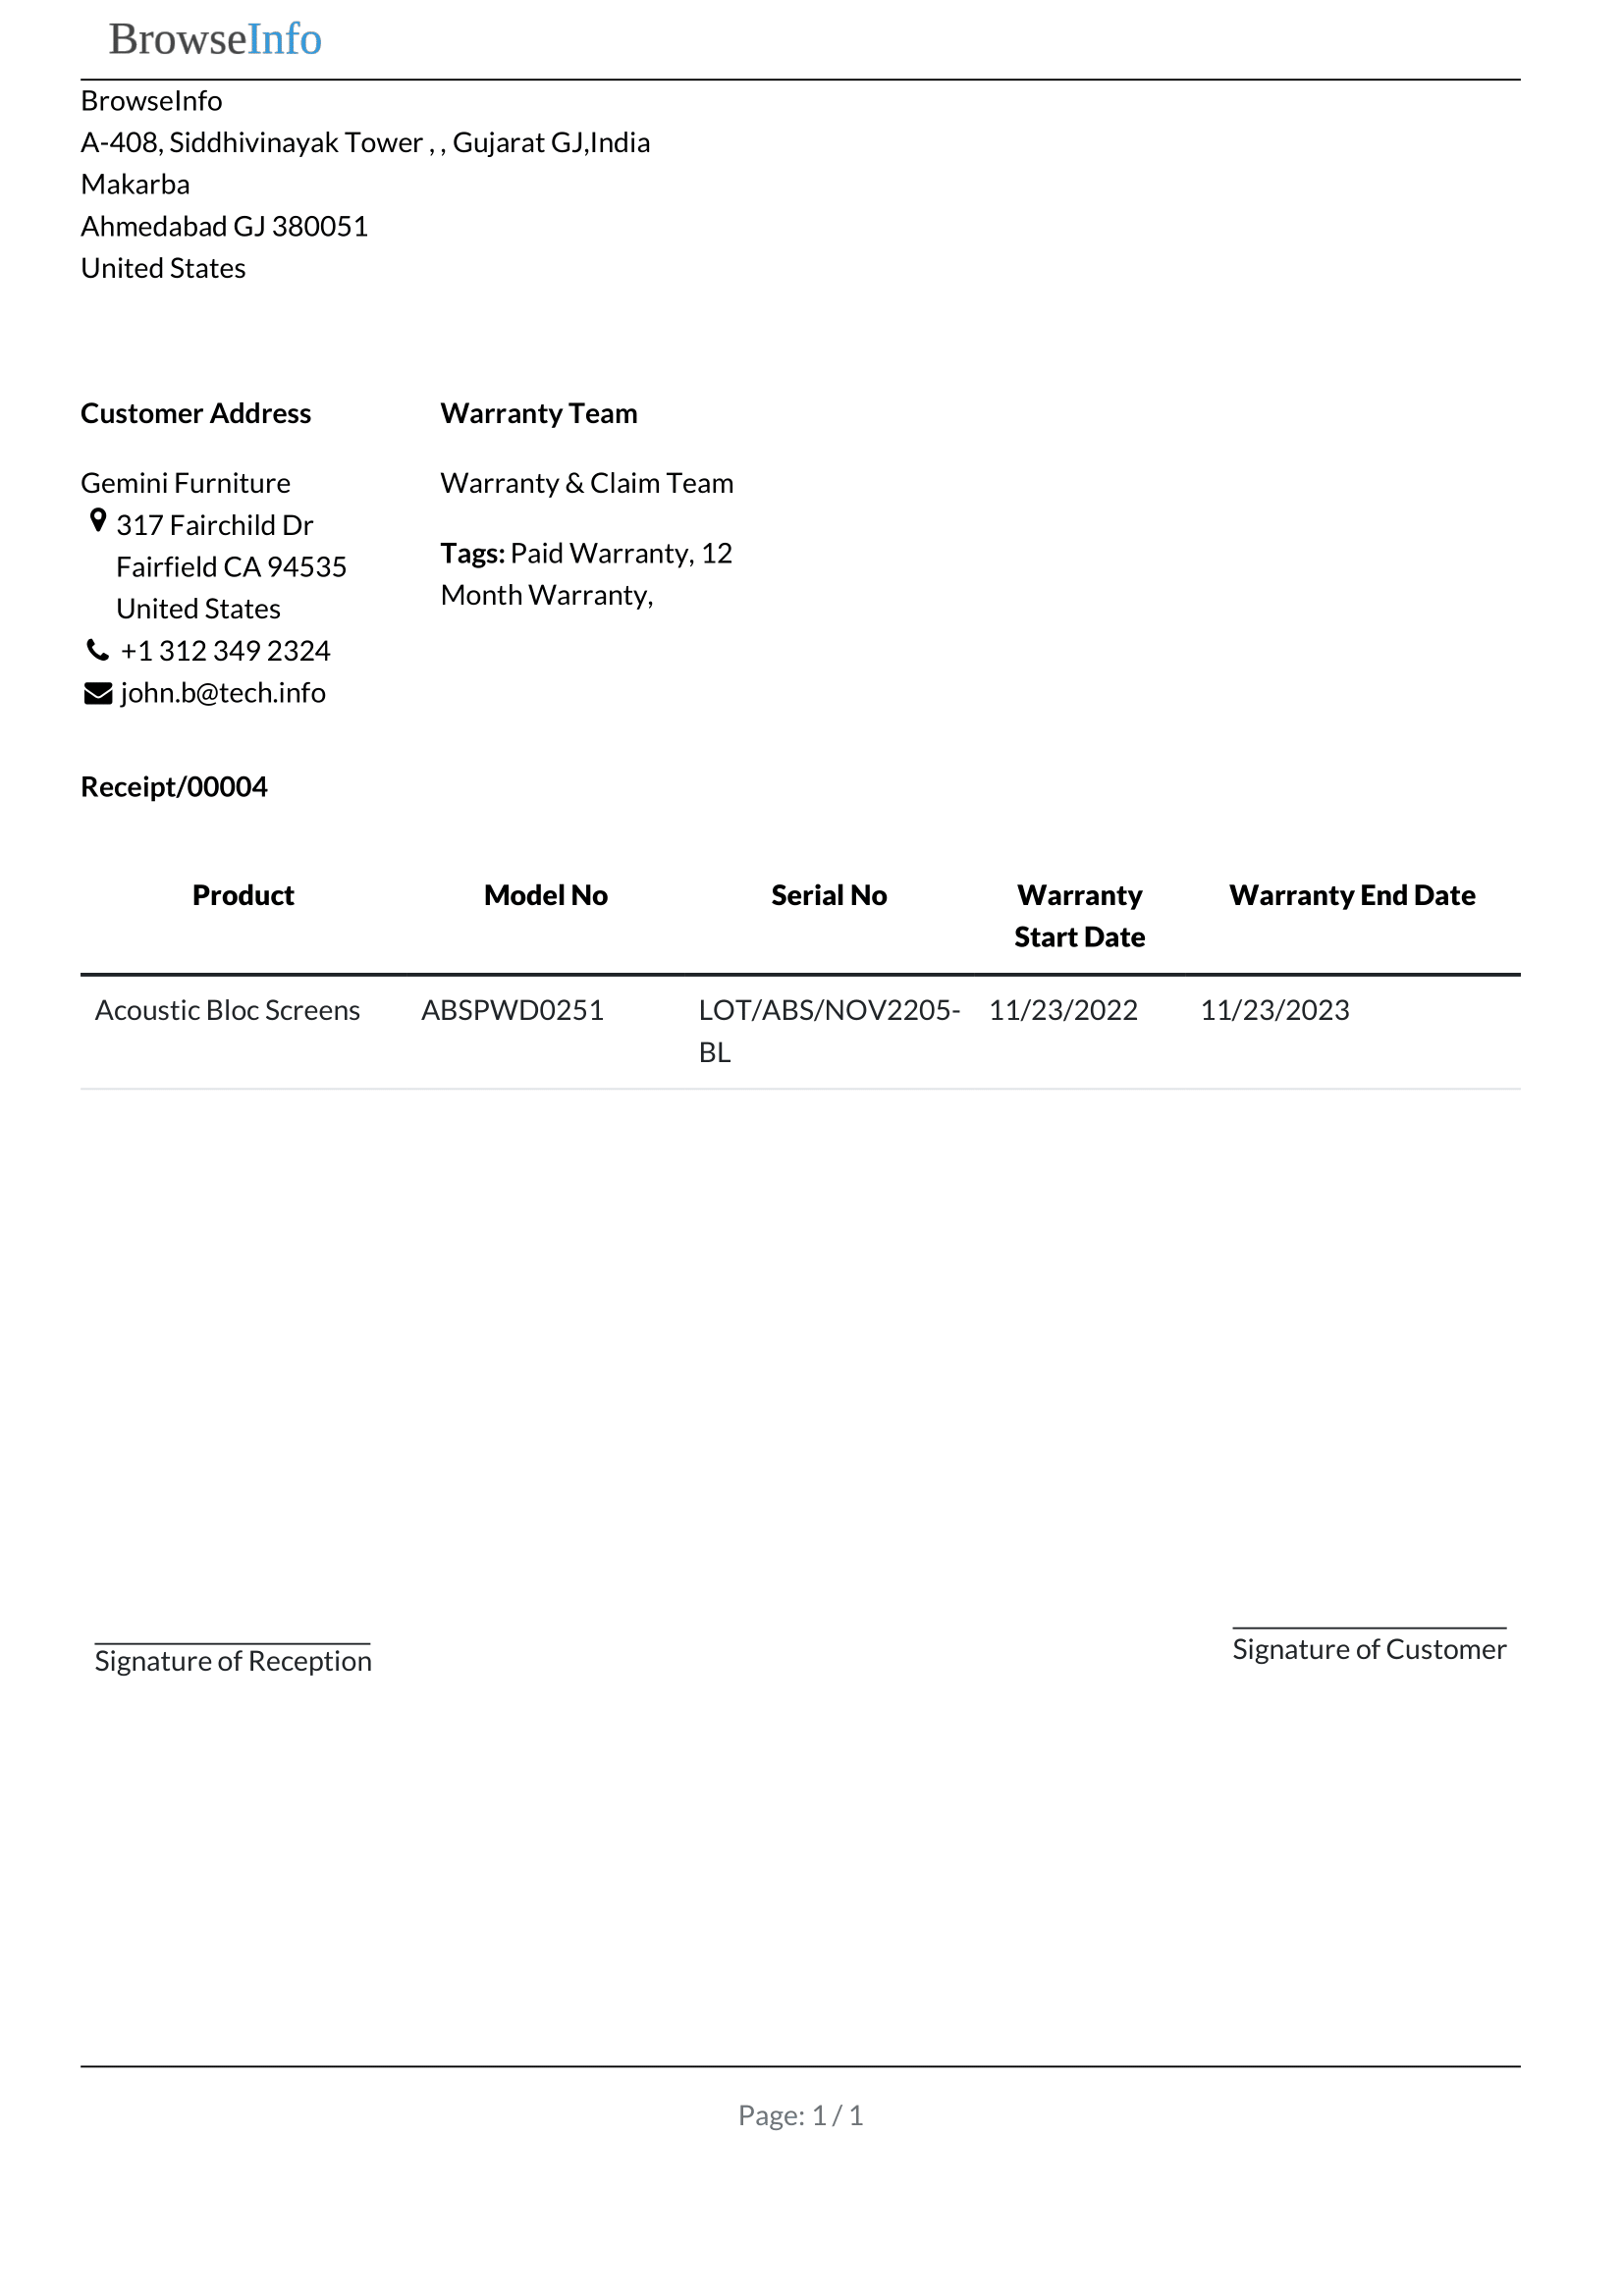 BrowseInfo
BrowseInfo
A-408, Siddhivinayak Tower , , Gujarat GJ,India
Makarba
Ahmedabad GJ 380051
United States
Customer Address
Gemini Furniture
317 Fairchild Dr
Fairfield CA 94535
United States
+1 312 349 2324
john.b@tech.info
Warranty Team
Warranty & Claim Team
Tags: Paid Warranty, 12
Month Warranty,
Receipt/00004
Product Model No Serial No Warranty Start Date Warranty End Date
Acoustic Bloc Screens ABSPWD0251 LOT/ABS/NOV2205-BL 11/23/2022 11/23/2023
Signature of Reception
Signature of Customer
Page: 1 / 1